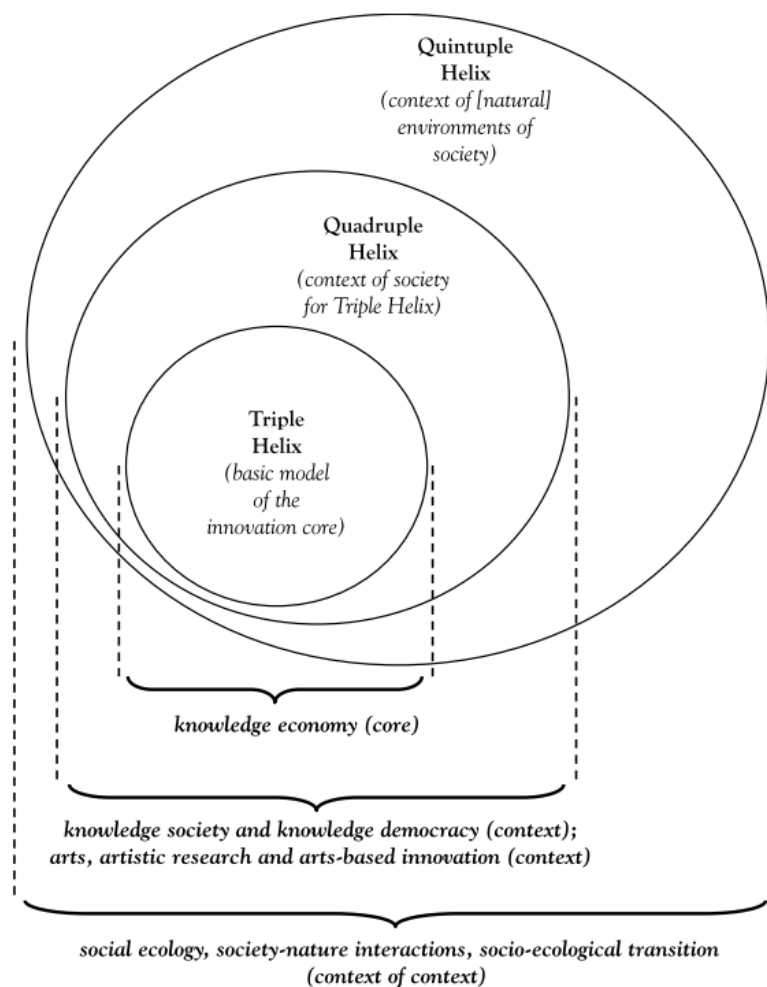 Quintuple
Helix
(context of [natural]
environments of
society)
Quadruple
Helix
(context of society
for Triple Helix)
Triple
Helix
(basic model
of the
innovation core)
knowledge economy (core)
knowledge society and knowledge democracy (context);
arts, artistic research and arts-based innovation (context)
social ecology, society-nature interactions, socio-ecological transition
(context of context)